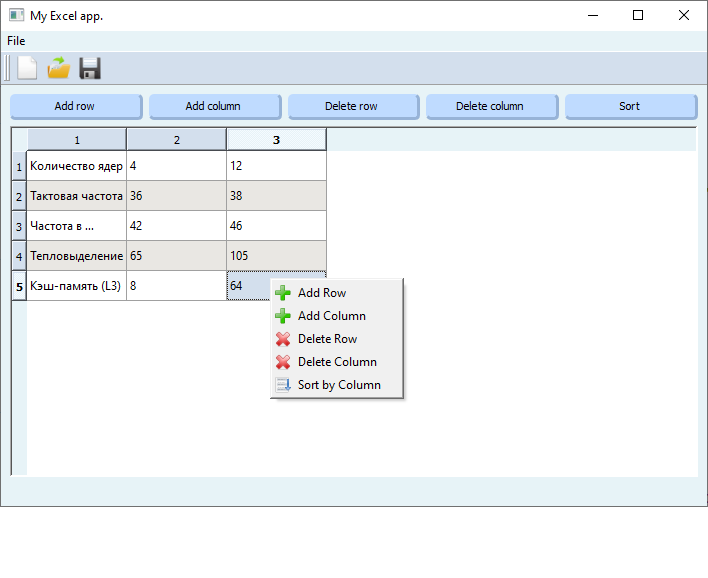 My Excel app.
File
Add row Add column Delete row Delete column Sort
1 2 3
1 Количество ядер 4 12
2 Тактовая частота 36 38
3 Частота в ... 42 46
4 Тепловыделение 65 105
5 Кэш-память (L3) 8 64
Add Row
Add Column
Delete Row
Delete Column
Sort by Column